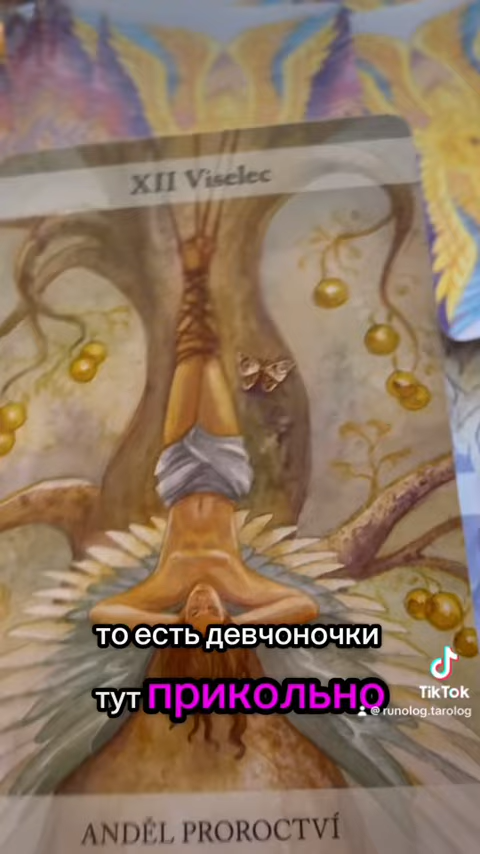 XII Viselec
то есть девчоночки
тут прикольно
TikTok
@runolog.tarolog
ANDĚL PROROCTVÍ